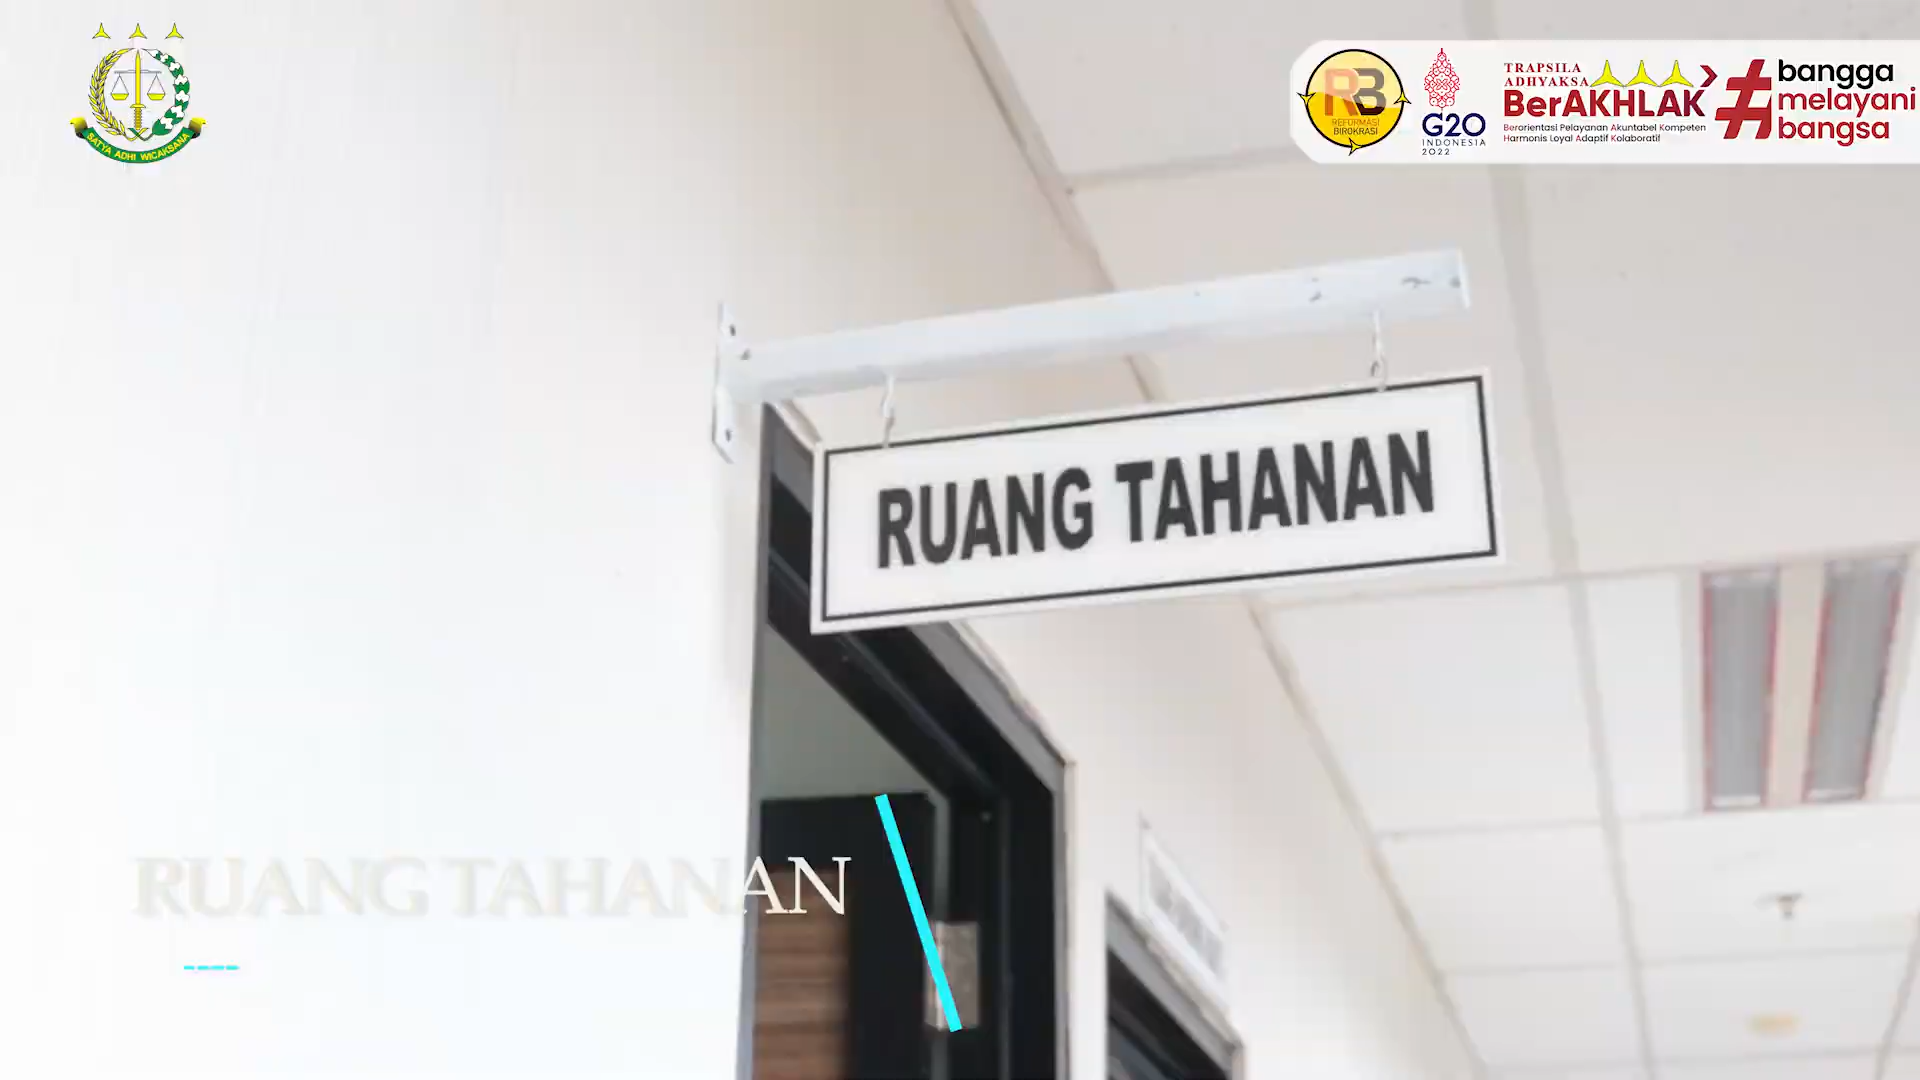 SATYA ADHI WICAKSANA
RB
REFORMASI
BIROKRASI
G20
INDONESIA
2022
TRAPSILA
ADHYAKSA
BerAKHLAK
Berorientasi Pelayanan Akuntabel Kompeten
Harmonis Loyal Adaptif Kolaboratif
#
bangga
melayani
bangsa
RUANG TAHANAN
RUANG TAHANAN